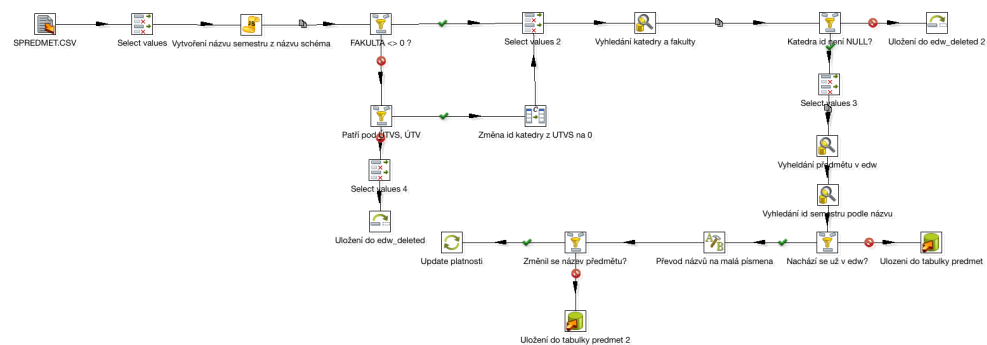 SPREDMET.CSV
Select values
Vytvoření názvu semestru z názvu schéma
FAKULTA <> 0 ?
Select values 2
Vyhledání katedry a fakulty
Katedra id není NULL?
Uložení do edw_deleted 2
Select values 3
Patří pod UTVS, ÚTV
Změna id katedry z UTVS na 0
Vyheldání předmětu v edw
Select values 4
Vyhledání id semestru podle názvu
Uložení do edw_deleted
Update platnosti
Změnil se název předmětu?
Převod názvů na malá písmena
Nachází se už v edw?
Ulozeni do tabulky predmet
Uložení do tabulky predmet 2